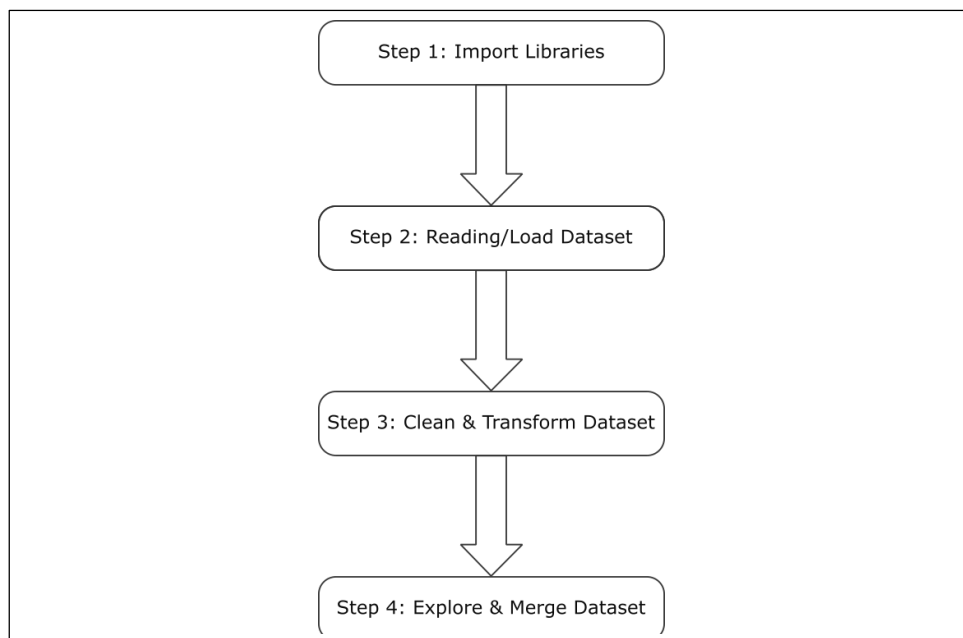 Step 1: Import Libraries
Step 2: Reading/Load Dataset
Step 3: Clean & Transform Dataset
Step 4: Explore & Merge Dataset